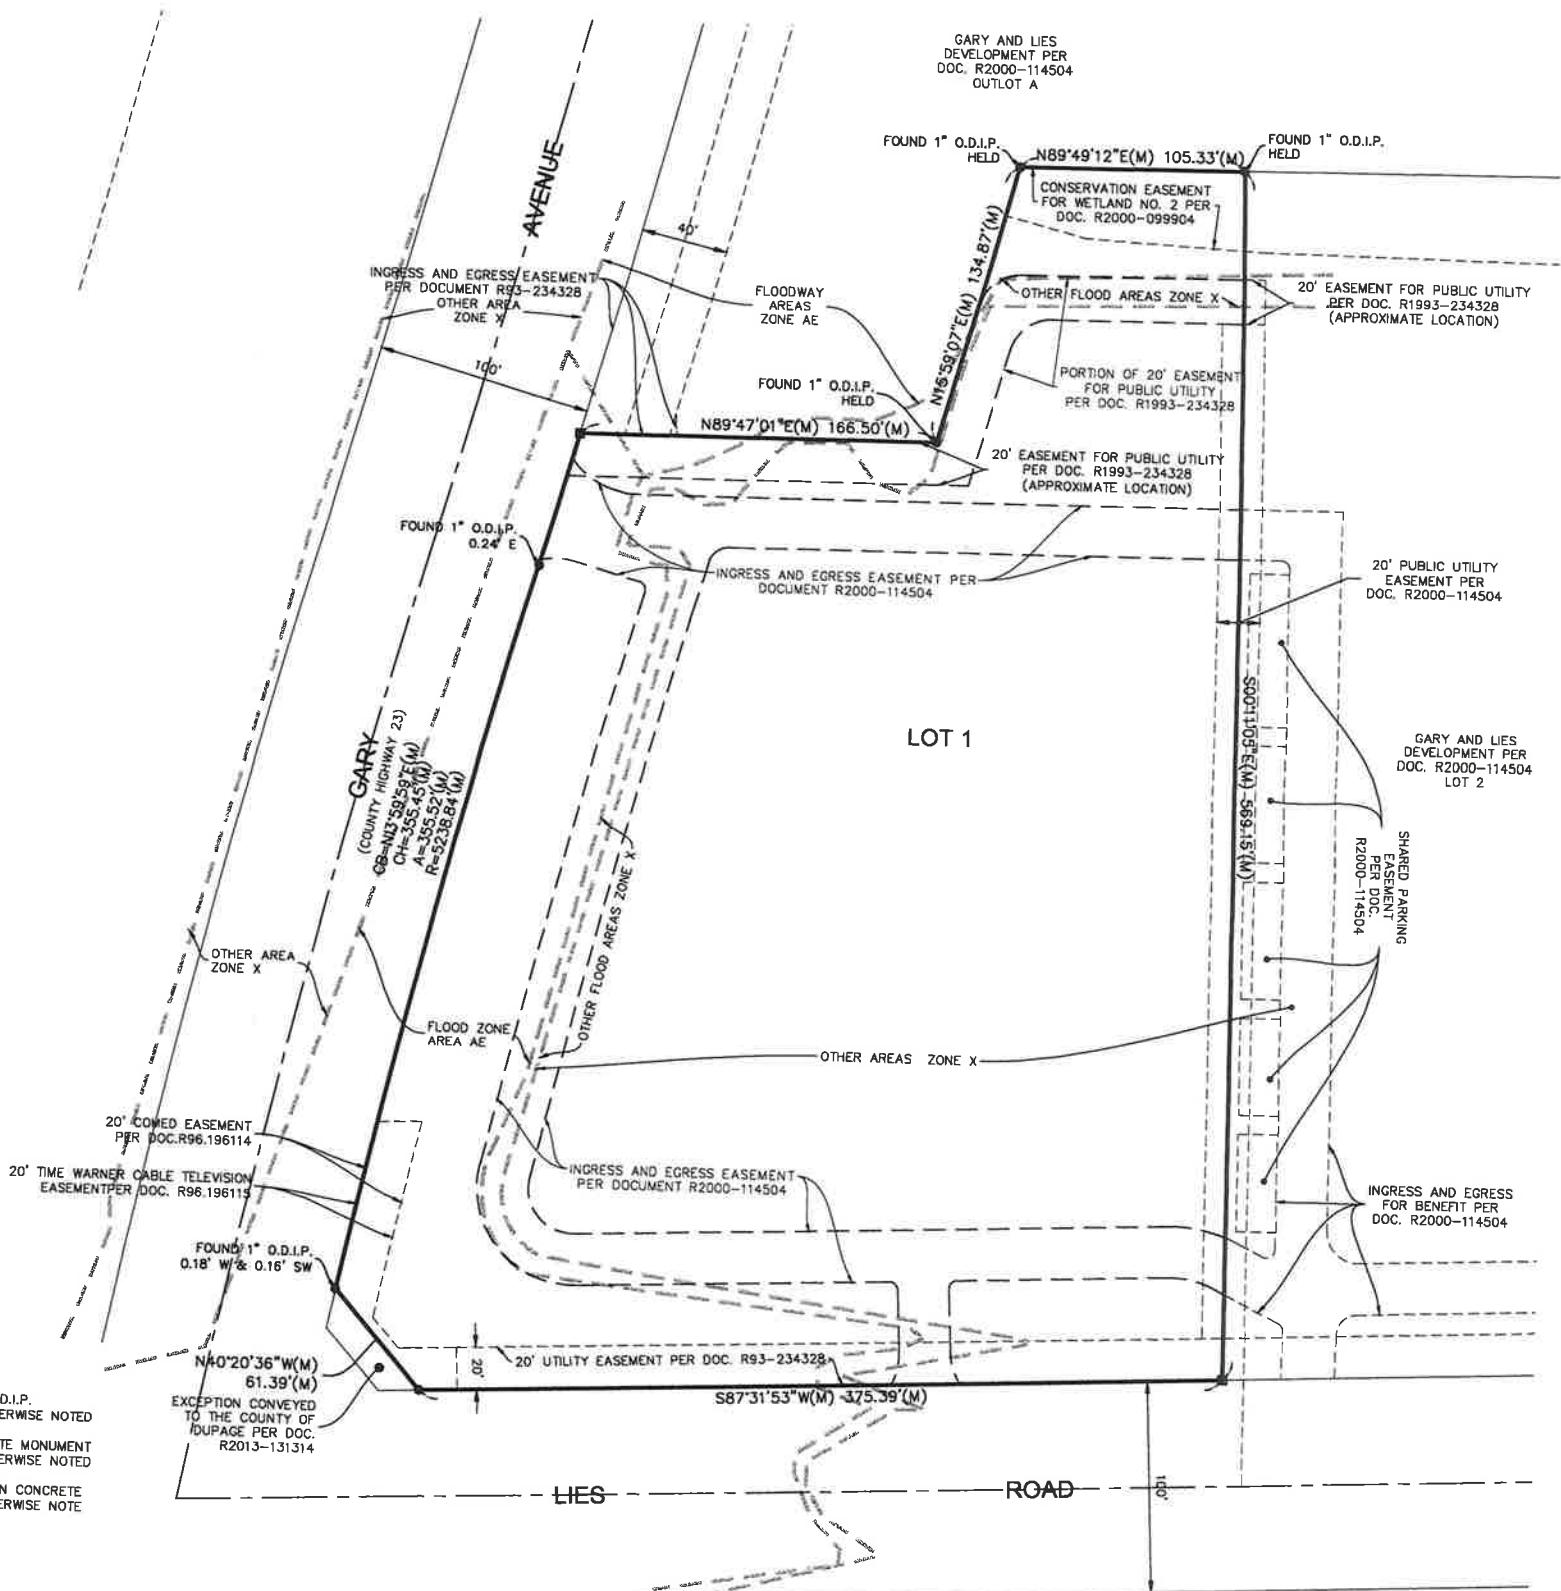 GARY AND LIES
DEVELOPMENT PER
DOC. R2000-114504
OUTLOT A
FOUND 1" O.D.I.P.
HELD
N89°49'12"E(M) 105.33'(M)
FOUND 1" O.D.I.P.
HELD
CONSERVATION EASEMENT
FOR WETLAND NO. 2 PER
DOC. R2000-099904
AVENUE
40'
INGRESS AND EGRESS EASEMENT
PER DOCUMENT R93-234328
OTHER AREA
ZONE X
FLOODWAY
AREAS
ZONE AE
N15°59'07"E(M) 134.87'(M)
OTHER FLOOD AREAS ZONE X
20' EASEMENT FOR PUBLIC UTILITY
PER DOC. R1993-234328
(APPROXIMATE LOCATION)
100'
FOUND 1" O.D.I.P.
HELD
PORTION OF 20' EASEMENT
FOR PUBLIC UTILITY
PER DOC. R1993-234328
N89°47'01"E(M) 166.50'(M)
20' EASEMENT FOR PUBLIC UTILITY
PER DOC. R1993-234328
(APPROXIMATE LOCATION)
FOUND 1" O.D.I.P.
0.24' E
INGRESS AND EGRESS EASEMENT PER
DOCUMENT R2000-114504
20' PUBLIC UTILITY
EASEMENT PER
DOC. R2000-114504
GARY
(COUNTY HIGHWAY 23)
CB=N13°59'59"E(M)
CH=355.45'(M)
A=355.52'(M)
R=5238.84'(M)
LOT 1
S00°11'05"E(M) 569.15'(M)
GARY AND LIES
DEVELOPMENT PER
DOC. R2000-114504
LOT 2
SHARED PARKING
EASEMENT
PER DOC.
R2000-114504
OTHER AREA
ZONE X
OTHER FLOOD AREAS ZONE X
FLOOD ZONE
AREA AE
OTHER AREAS ZONE X
20' COMED EASEMENT
PER DOC.R96.196114
20' TIME WARNER CABLE TELEVISION
EASEMENTPER DOC. R96.196115
INGRESS AND EGRESS EASEMENT
PER DOCUMENT R2000-114504
INGRESS AND EGRESS
FOR BENEFIT PER
DOC. R2000-114504
FOUND 1" O.D.I.P.
0.18' W & 0.16' SW
N40°20'36"W(M)
61.39'(M)
20'
20' UTILITY EASEMENT PER DOC. R93-234328
S87°31'53"W(M) 375.39'(M)
EXCEPTION CONVEYED
TO THE COUNTY OF
DUPAGE PER DOC.
R2013-131314
D.I.P.
ERWISE NOTED
TE MONUMENT
ERWISE NOTED
N CONCRETE
ERWISE NOTE
LIES
ROAD
100'